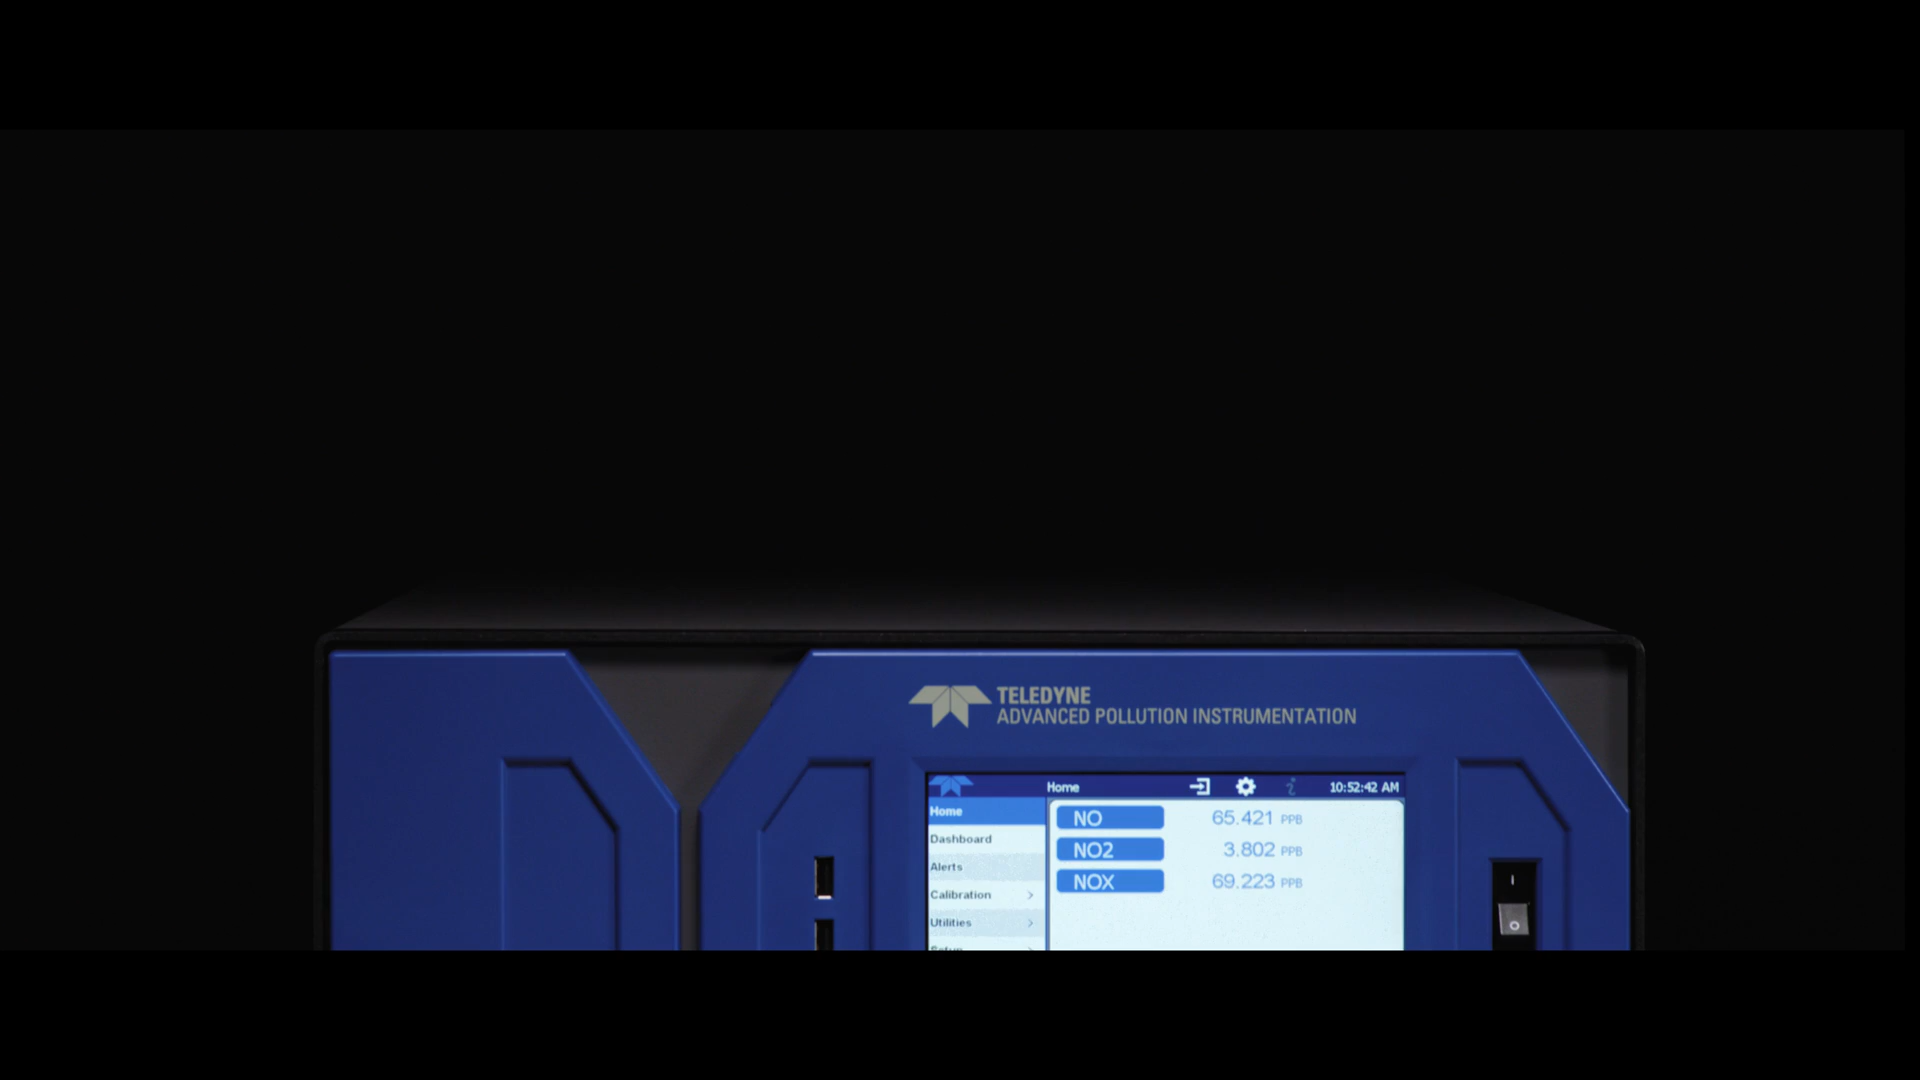 TELEDYNE
ADVANCED POLLUTION INSTRUMENTATION
Home 10:52:42 AM
Home
Dashboard
Alerts
Calibration >
Utilities >
Setup >
NO 65.421 PPB
NO2 3.802 PPB
NOX 69.223 PPB